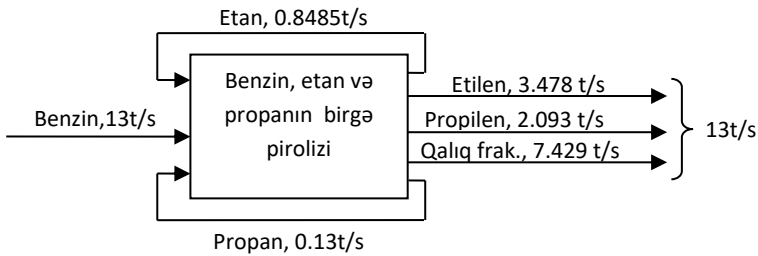 Etan, 0.8485t/s
Benzin, etan və
propanın birgə
pirolizi
Benzin,13t/s
Etilen, 3.478 t/s
Propilen, 2.093 t/s
Qalıq frak., 7.429 t/s
13t/s
Propan, 0.13t/s